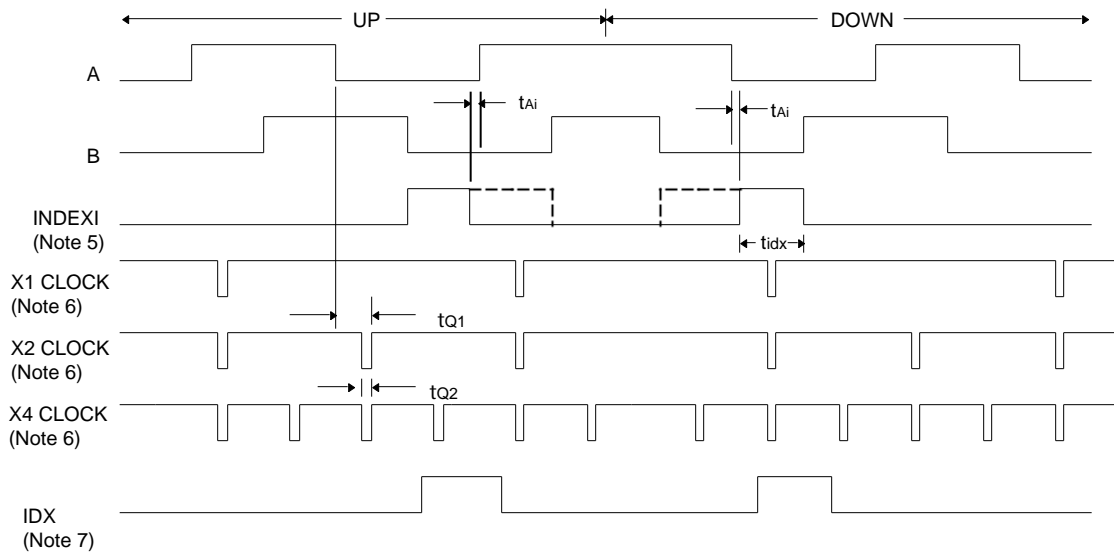 UP DOWN
A
tAi tAi
B
INDEXI
(Note 5)
tidx
X1 CLOCK
(Note 6)
tQ1
X2 CLOCK
(Note 6)
tQ2
X4 CLOCK
(Note 6)
IDX
(Note 7)